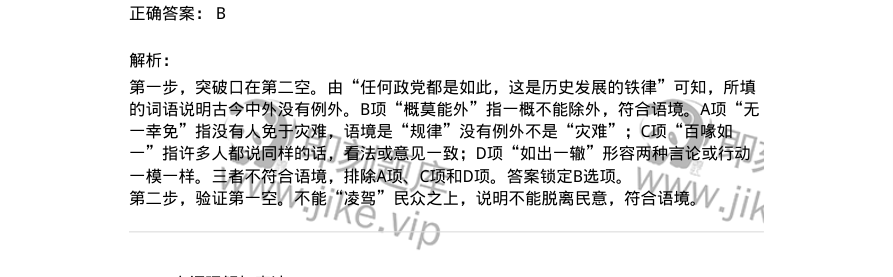 正确答案： B
解析：
第一步，突破口在第二空。由“任何政党都是如此，这是历史发展的铁律”可知，所填
的词语说明古今中外没有例外。B项“概莫能外”指一概不能除外，符合语境。A项“无
一幸免”指没有人免于灾难，语境是“规律”没有例外不是“灾难”；C项“百喙如
一”指许多人都说同样的话，看法或意见一致；D项“如出一辙”形容两种言论或行动
一模一样。三者不符合语境，排除A项、C项和D项。答案锁定B选项。
第二步，验证第一空。不能“凌驾”民众之上，说明不能脱离民意，符合语境。
即刻题库
www.jike.vip
即刻
www.jik